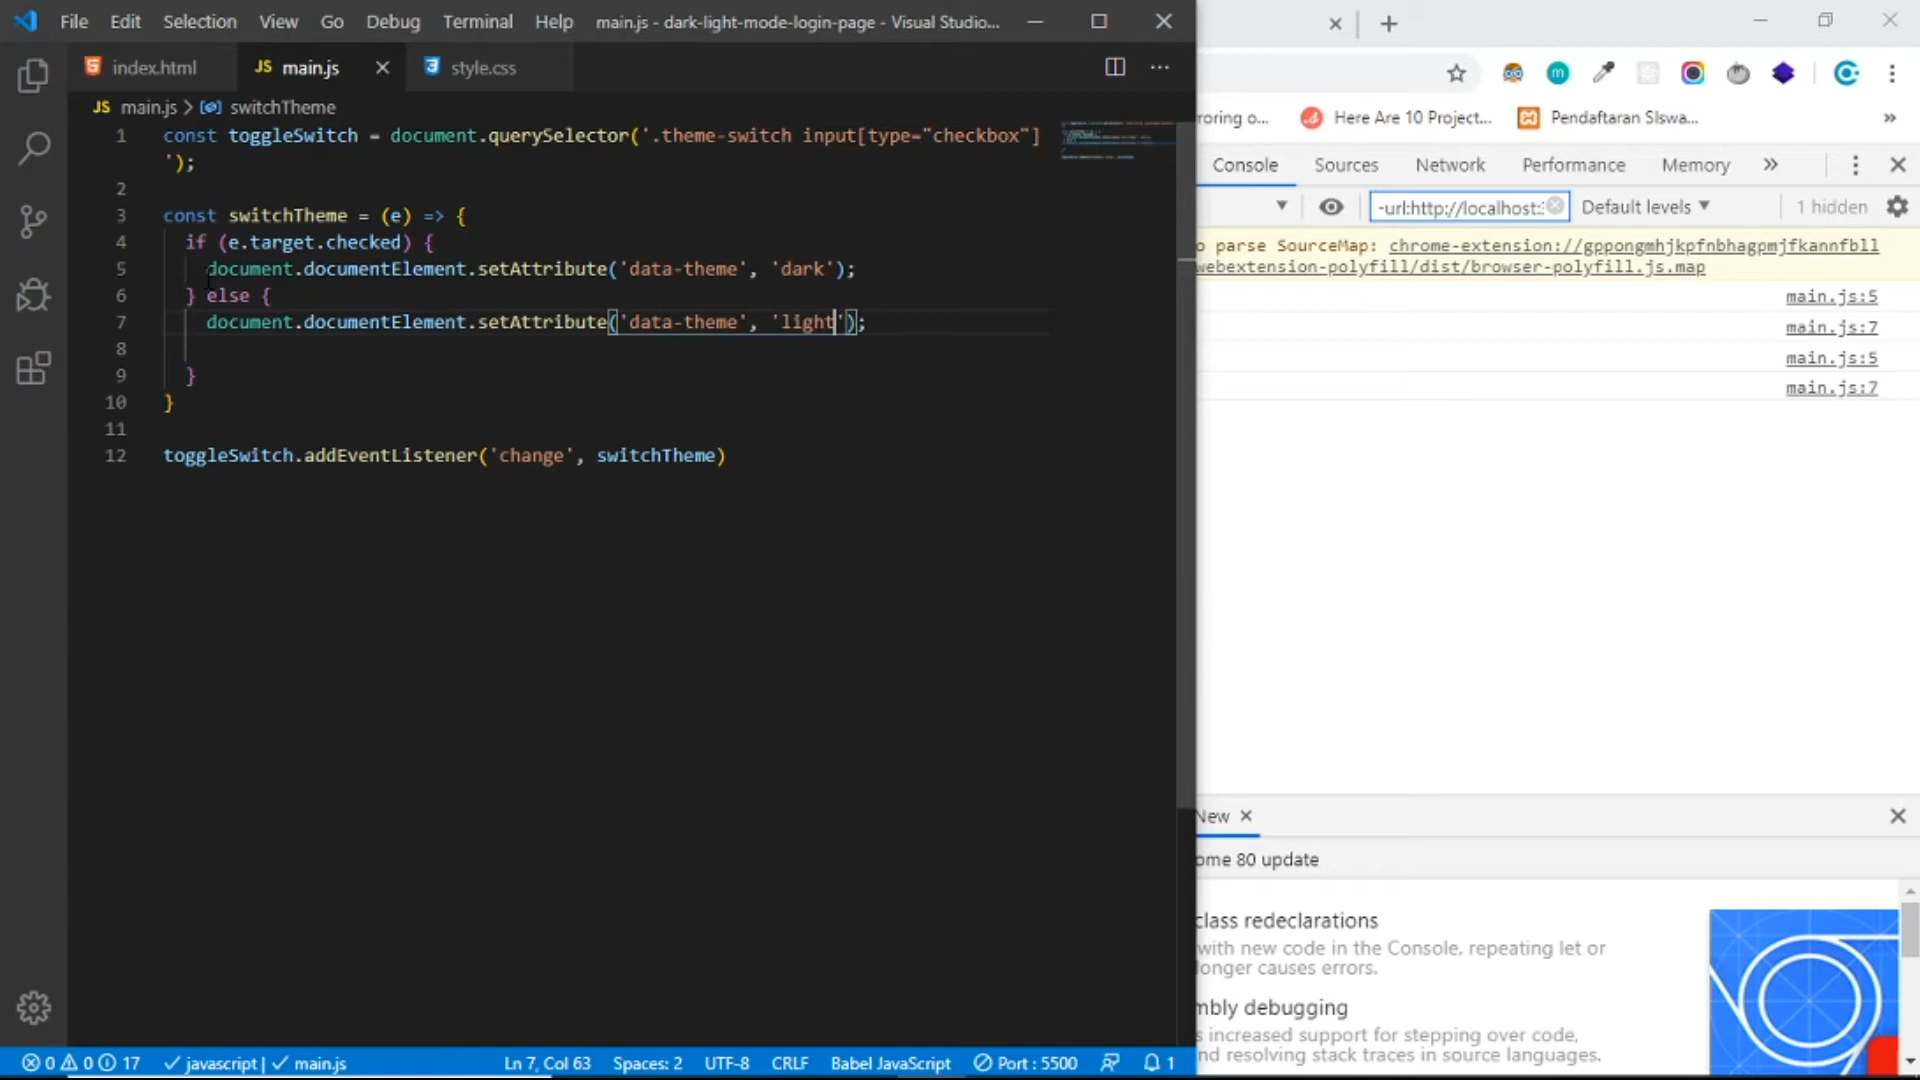 File Edit Selection View Go Debug Terminal Help main.js - dark-light-mode-login-page - Visual Studio...
index.html
JS main.js
style.css
JS main.js > switchTheme
1 const toggleSwitch = document.querySelector('.theme-switch input[type="checkbox"]
');
2
3 const switchTheme = (e) => {
4 if (e.target.checked) {
5 document.documentElement.setAttribute('data-theme', 'dark');
6 } else {
7 document.documentElement.setAttribute('data-theme', 'light');
8
9 }
10 }
11
12 toggleSwitch.addEventListener('change', switchTheme)
0 0 17 javascript | main.js Ln 7, Col 63 Spaces: 2 UTF-8 CRLF Babel JavaScript Port : 5500 1
m
roring o... Here Are 10 Project... Pendaftaran SIswa... »
Console Sources Network Performance Memory »
-url:http://localhost: Default levels ▼ 1 hidden
o parse SourceMap: chrome-extension://gppongmhjkpfnbhagpmjfkannfbll
webextension-polyfill/dist/browser-polyfill.js.map
main.js:5
main.js:7
main.js:5
main.js:7
New
ome 80 update
class redeclarations
with new code in the Console, repeating let or
longer causes errors.
mbly debugging
s increased support for stepping over code,
nd resolving stack traces in source languages.